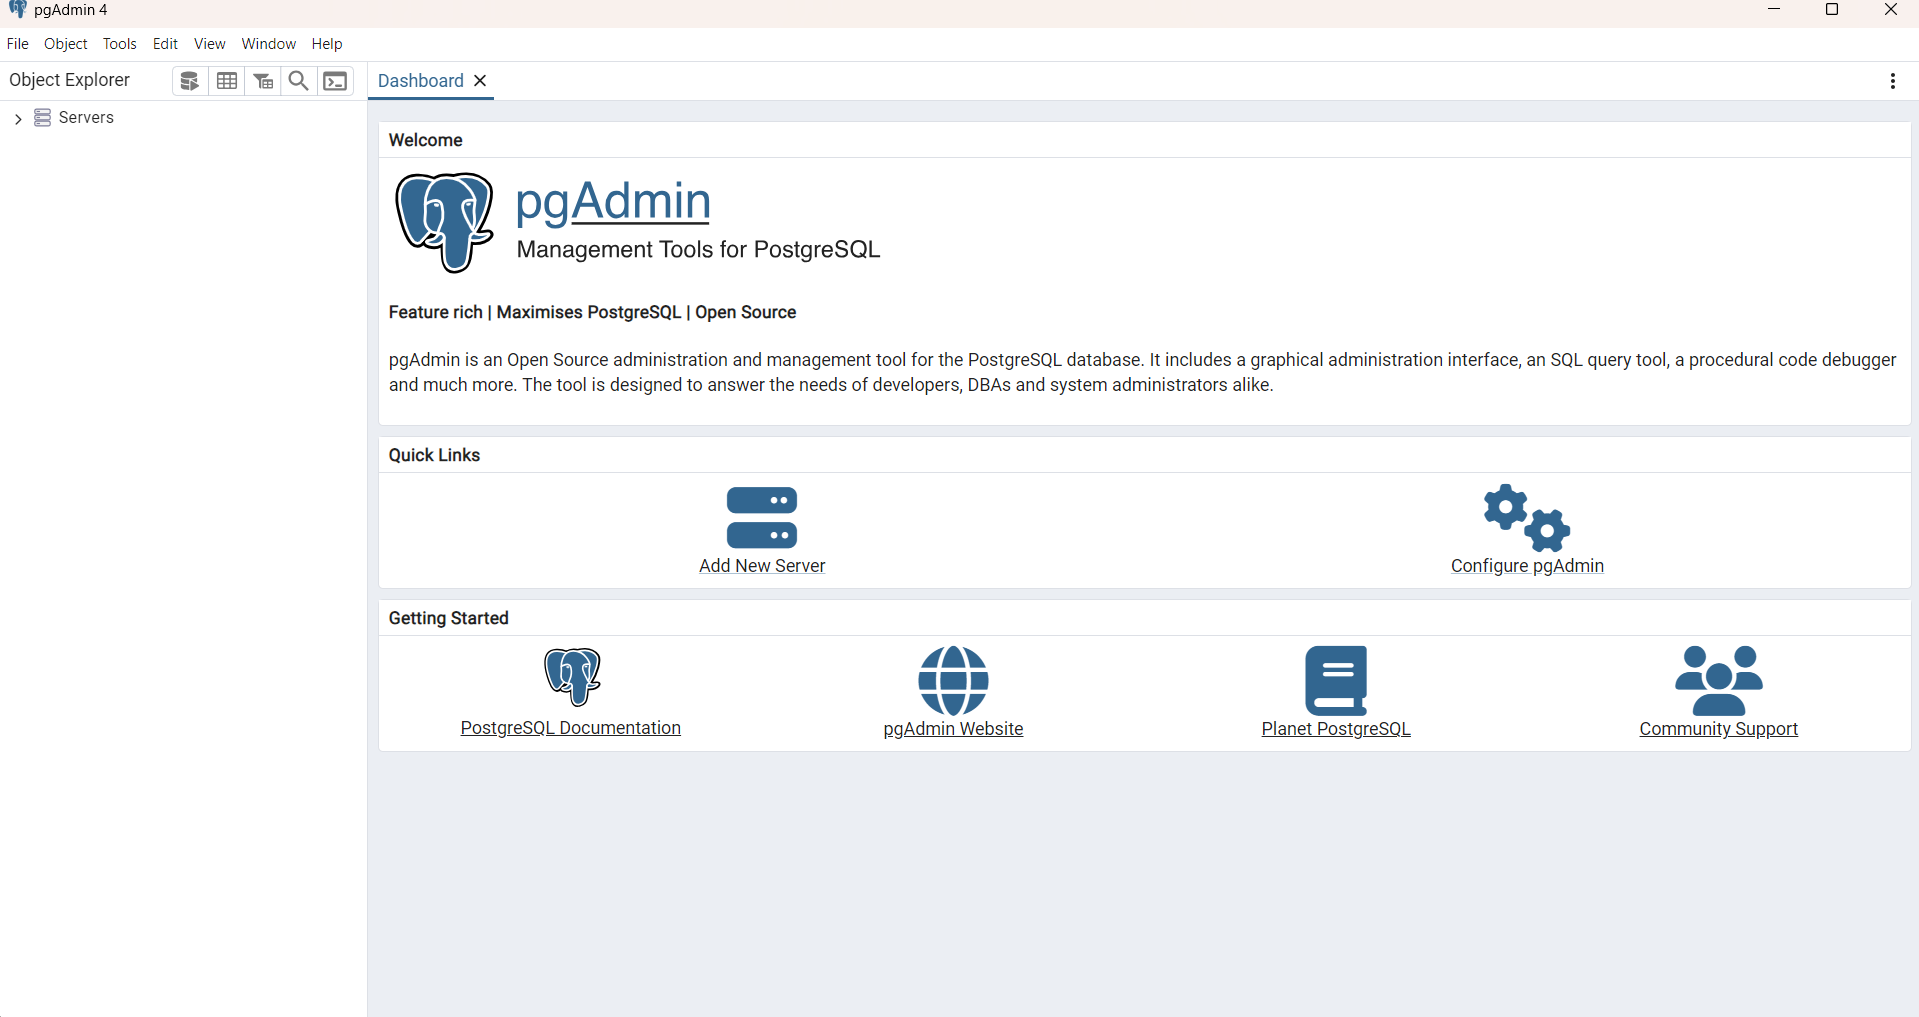 pgAdmin 4
File Object Tools Edit View Window Help
Object Explorer
Dashboard
Servers
Welcome
pgAdmin
Management Tools for PostgreSQL
Feature rich | Maximises PostgreSQL | Open Source
pgAdmin is an Open Source administration and management tool for the PostgreSQL database. It includes a graphical administration interface, an SQL query tool, a procedural code debugger
and much more. The tool is designed to answer the needs of developers, DBAs and system administrators alike.
Quick Links
Add New Server
Configure pgAdmin
Getting Started
PostgreSQL Documentation
pgAdmin Website
Planet PostgreSQL
Community Support